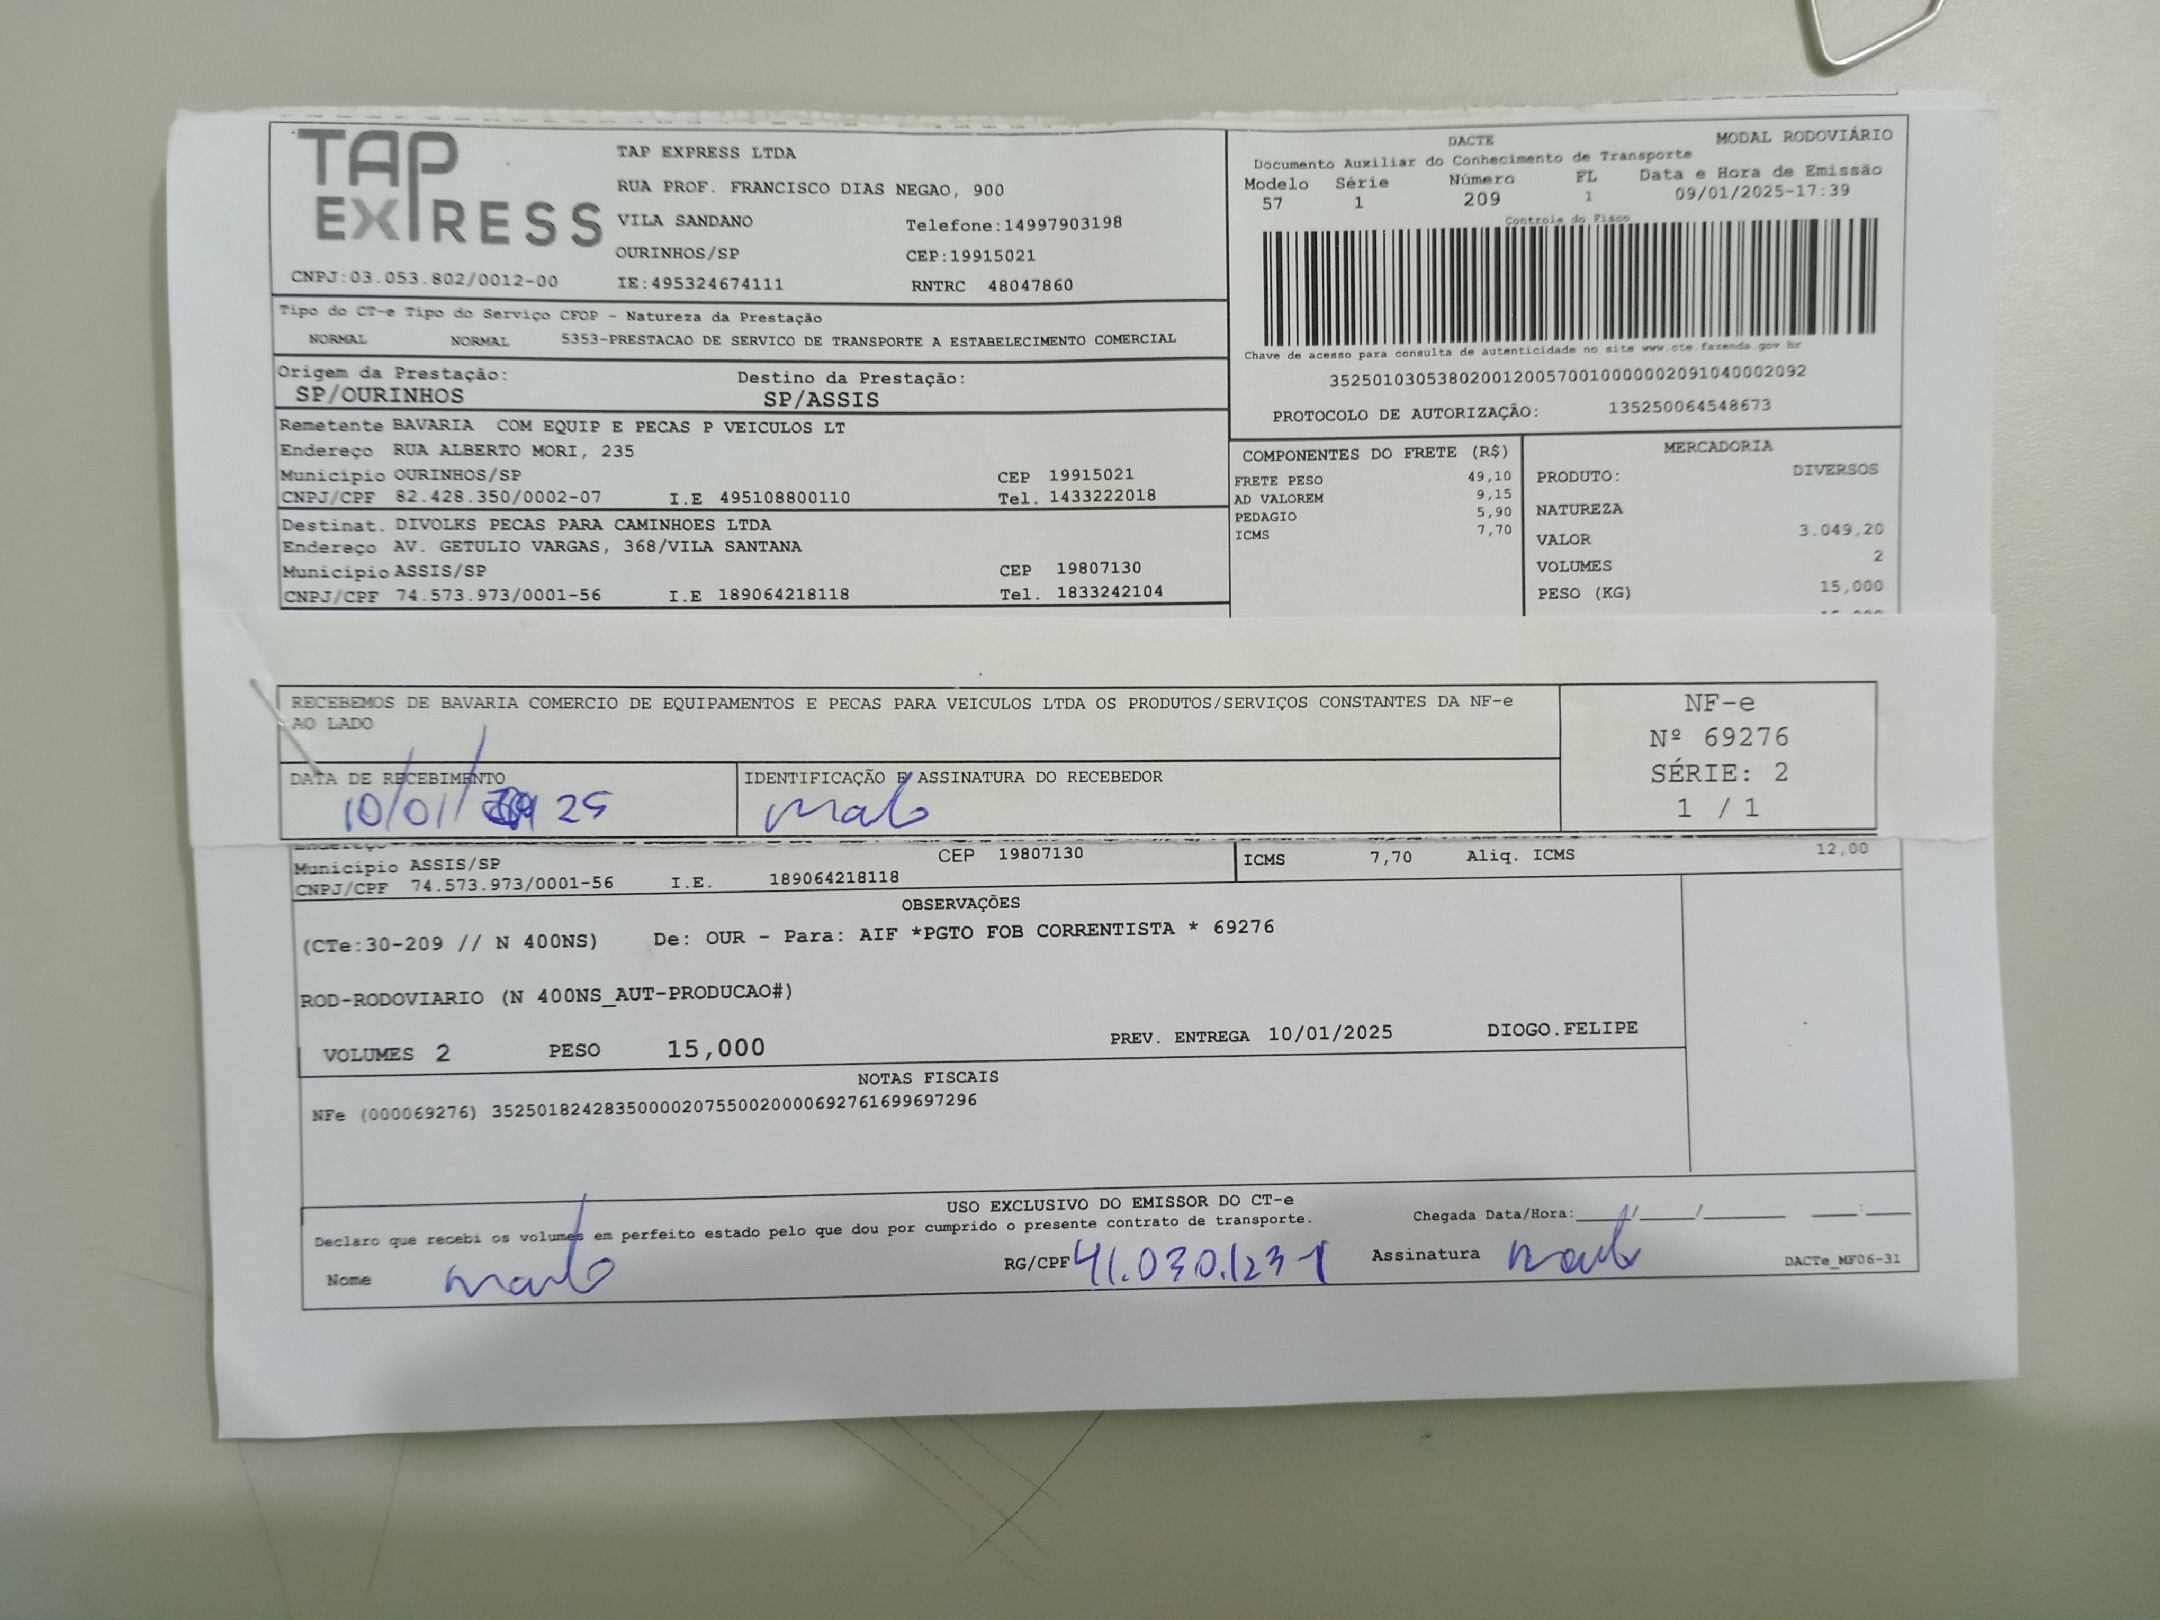 TAP EXPRESS
TAP EXPRESS LTDA
RUA PROF. FRANCISCO DIAS NEGAO, 900
VILA SANDANO Telefone:14997903198
OURINHOS/SP CEP:19915021
CNPJ:03.053.802/0012-00 IE:495324674111 RNTRC 48047860
DACTE MODAL RODOVIÁRIO
Documento Auxiliar do Conhecimento de Transporte
Modelo Série Número FL Data e Hora de Emissão
57 1 209 1 09/01/2025-17:39
Controle do Fisco
Chave de acesso para consulta de autenticidade no site www.cte.fazenda.gov.br
35250103053802001200570010000002091040002092
PROTOCOLO DE AUTORIZAÇÃO: 135250064548673
Tipo do CT-e Tipo do Serviço CFOP - Natureza da Prestação
NORMAL NORMAL 5353-PRESTACAO DE SERVICO DE TRANSPORTE A ESTABELECIMENTO COMERCIAL
Origem da Prestação: Destino da Prestação:
SP/OURINHOS SP/ASSIS
Remetente BAVARIA COM EQUIP E PECAS P VEICULOS LT
Endereço RUA ALBERTO MORI, 235
Município OURINHOS/SP CEP 19915021
CNPJ/CPF 82.428.350/0002-07 I.E 495108800110 Tel. 1433222018
Destinat. DIVOLKS PECAS PARA CAMINHOES LTDA
Endereço AV. GETULIO VARGAS, 368/VILA SANTANA
Município ASSIS/SP CEP 19807130
CNPJ/CPF 74.573.973/0001-56 I.E 189064218118 Tel. 1833242104
COMPONENTES DO FRETE (R$)
FRETE PESO 49,10
AD VALOREM 9,15
PEDAGIO 5,90
ICMS 7,70
MERCADORIA
PRODUTO: DIVERSOS
NATUREZA
VALOR 3.049,20
VOLUMES 2
PESO (KG) 15,000
RECEBEMOS DE BAVARIA COMERCIO DE EQUIPAMENTOS E PECAS PARA VEICULOS LTDA OS PRODUTOS/SERVIÇOS CONSTANTES DA NF-e
AO LADO
DATA DE RECEBIMENTO IDENTIFICAÇÃO E ASSINATURA DO RECEBEDOR
10/01/ 25
NF-e
Nº 69276
SÉRIE: 2
1 / 1
Endereço
Município ASSIS/SP CEP 19807130
CNPJ/CPF 74.573.973/0001-56 I.E. 189064218118
ICMS 7,70 Aliq. ICMS 12,00
OBSERVAÇÕES
(CTe:30-209 // N 400NS) De: OUR - Para: AIF *PGTO FOB CORRENTISTA * 69276
ROD-RODOVIARIO (N 400NS_AUT-PRODUCAO#)
VOLUMES 2 PESO 15,000 PREV. ENTREGA 10/01/2025 DIOGO.FELIPE
NOTAS FISCAIS
NFe (000069276) 35250182428350000207550020000692761699697296
USO EXCLUSIVO DO EMISSOR DO CT-e
Declaro que recebi os volumes em perfeito estado pelo que dou por cumprido o presente contrato de transporte. Chegada Data/Hora:___/___/___ ___:___
Nome RG/CPF 41.030.123-1 Assinatura DACTe_MF06-31